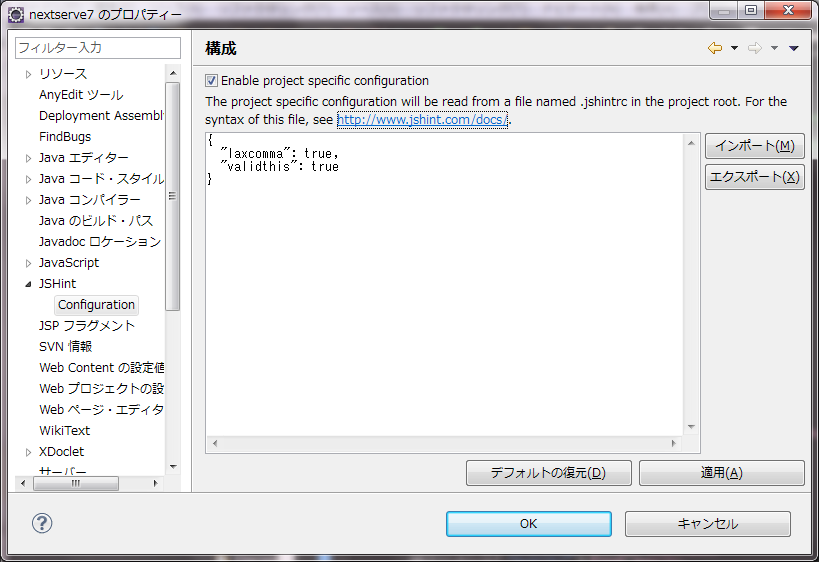 nextserve7 のプロパティー
フィルター入力
リソース
AnyEdit ツール
Deployment Assembl
FindBugs
Java エディター
Java コード・スタイル
Java コンパイラー
Java のビルド・パス
Javadoc ロケーション
JavaScript
JSHint
Configuration
JSP フラグメント
SVN 情報
Web Content の設定値
Web プロジェクトの設
Web ページ・エディタ
WikiText
XDoclet
サーバー
構成
Enable project specific configuration
The project specific configuration will be read from a file named .jshintrc in the project root. For the
syntax of this file, see http://www.jshint.com/docs/.
{
"laxcomma": true,
"validthis": true
}
インポート(M)
エクスポート(X)
デフォルトの復元(D)
適用(A)
?
OK
キャンセル